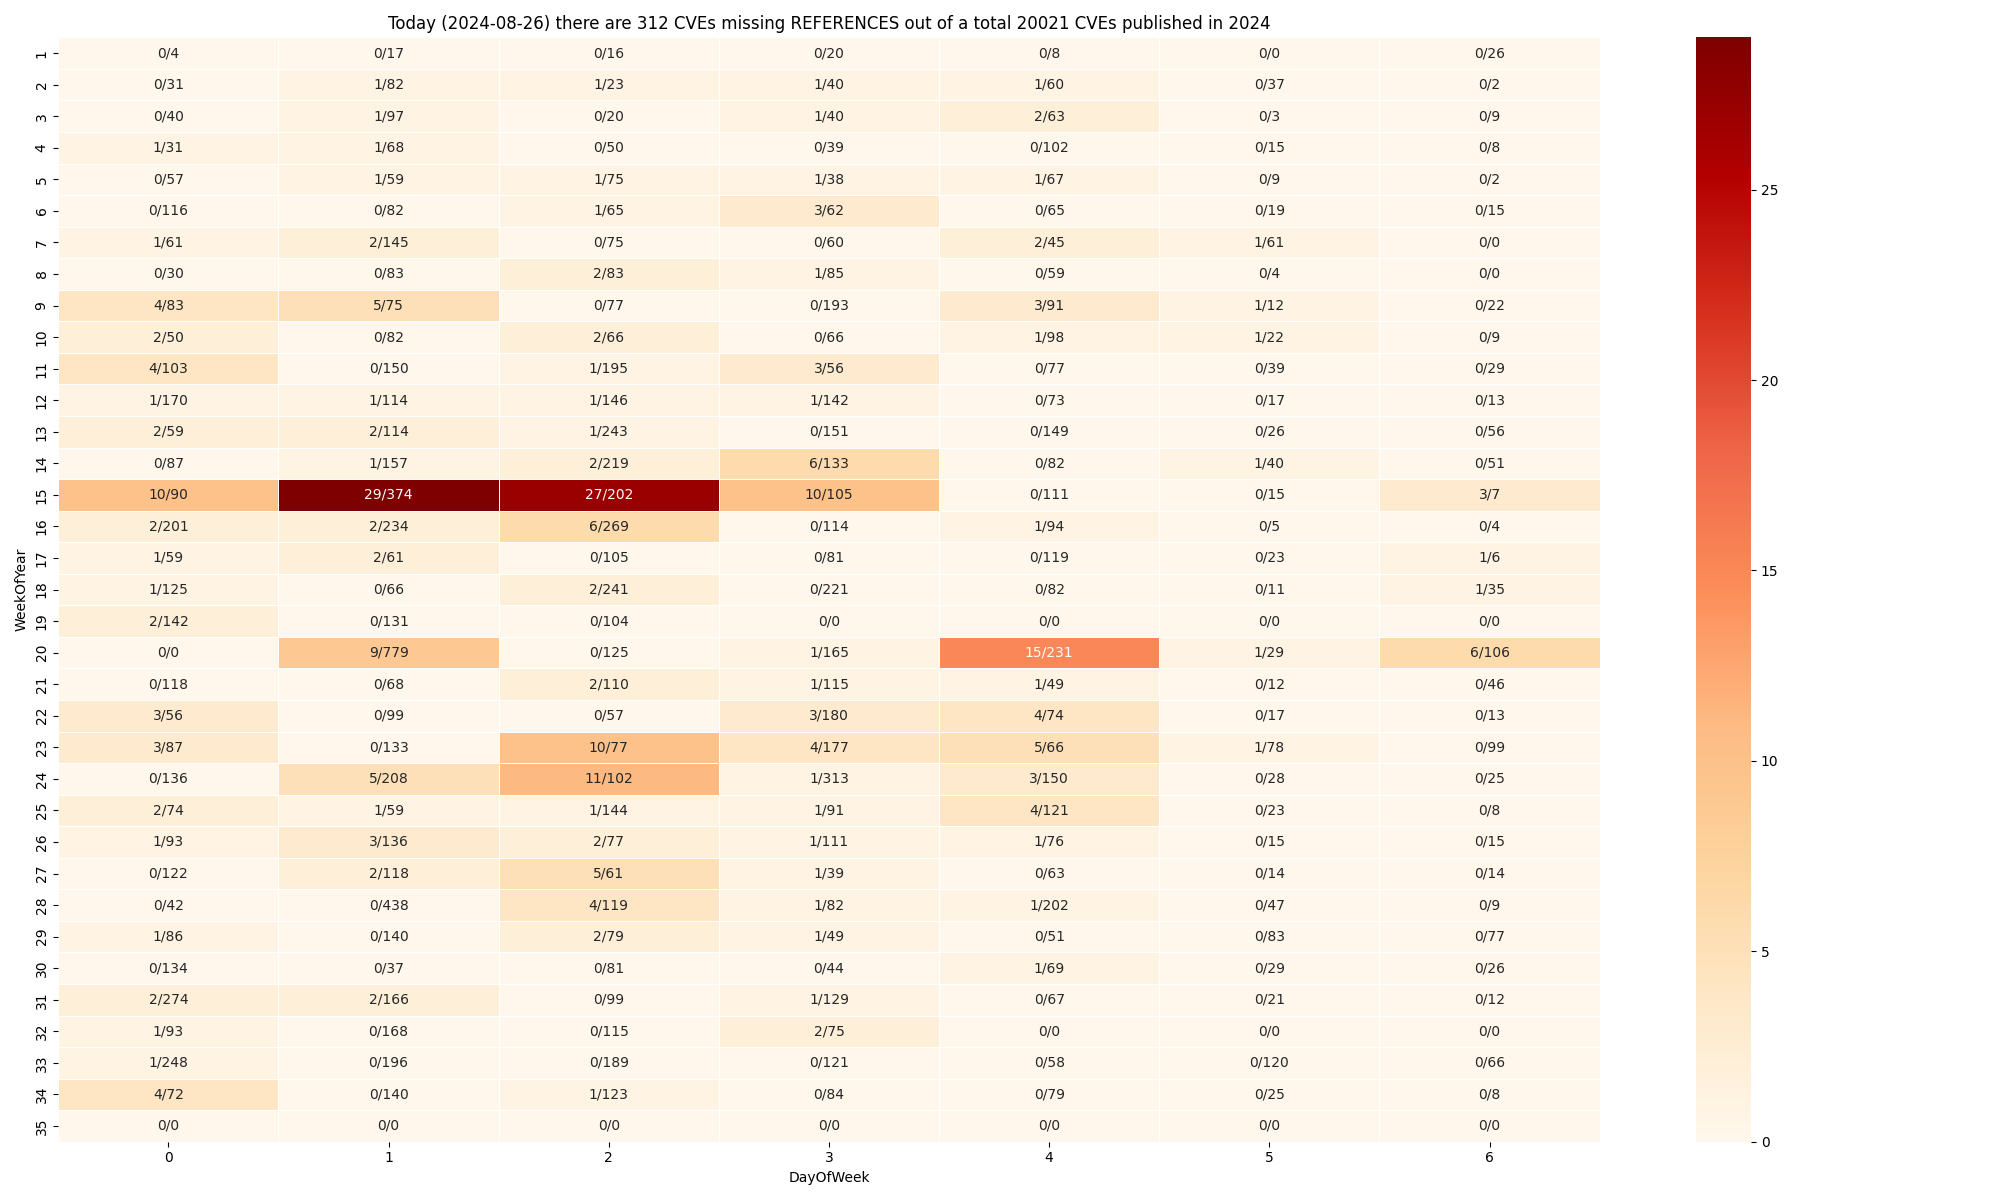 Today (2024-08-26) there are 312 CVEs missing REFERENCES out of a total 20021 CVEs published in 2024
1 0/4 0/17 0/16 0/20 0/8 0/0 0/26
2 0/31 1/82 1/23 1/40 1/60 0/37 0/2
3 0/40 1/97 0/20 1/40 2/63 0/3 0/9
4 1/31 1/68 0/50 0/39 0/102 0/15 0/8
5 0/57 1/59 1/75 1/38 1/67 0/9 0/2
6 0/116 0/82 1/65 3/62 0/65 0/19 0/15
7 1/61 2/145 0/75 0/60 2/45 1/61 0/0
8 0/30 0/83 2/83 1/85 0/59 0/4 0/0
9 4/83 5/75 0/77 0/193 3/91 1/12 0/22
10 2/50 0/82 2/66 0/66 1/98 1/22 0/9
11 4/103 0/150 1/195 3/56 0/77 0/39 0/29
12 1/170 1/114 1/146 1/142 0/73 0/17 0/13
13 2/59 2/114 1/243 0/151 0/149 0/26 0/56
14 0/87 1/157 2/219 6/133 0/82 1/40 0/51
15 10/90 29/374 27/202 10/105 0/111 0/15 3/7
16 2/201 2/234 6/269 0/114 1/94 0/5 0/4
17 1/59 2/61 0/105 0/81 0/119 0/23 1/6
18 1/125 0/66 2/241 0/221 0/82 0/11 1/35
19 2/142 0/131 0/104 0/0 0/0 0/0 0/0
20 0/0 9/779 0/125 1/165 15/231 1/29 6/106
21 0/118 0/68 2/110 1/115 1/49 0/12 0/46
22 3/56 0/99 0/57 3/180 4/74 0/17 0/13
23 3/87 0/133 10/77 4/177 5/66 1/78 0/99
24 0/136 5/208 11/102 1/313 3/150 0/28 0/25
25 2/74 1/59 1/144 1/91 4/121 0/23 0/8
26 1/93 3/136 2/77 1/111 1/76 0/15 0/15
27 0/122 2/118 5/61 1/39 0/63 0/14 0/14
28 0/42 0/438 4/119 1/82 1/202 0/47 0/9
29 1/86 0/140 2/79 1/49 0/51 0/83 0/77
30 0/134 0/37 0/81 0/44 1/69 0/29 0/26
31 2/274 2/166 0/99 1/129 0/67 0/21 0/12
32 1/93 0/168 0/115 2/75 0/0 0/0 0/0
33 1/248 0/196 0/189 0/121 0/58 0/120 0/66
34 4/72 0/140 1/123 0/84 0/79 0/25 0/8
35 0/0 0/0 0/0 0/0 0/0 0/0 0/0
0 1 2 3 4 5 6
DayOfWeek
WeekOfYear
25
20
15
10
5
0